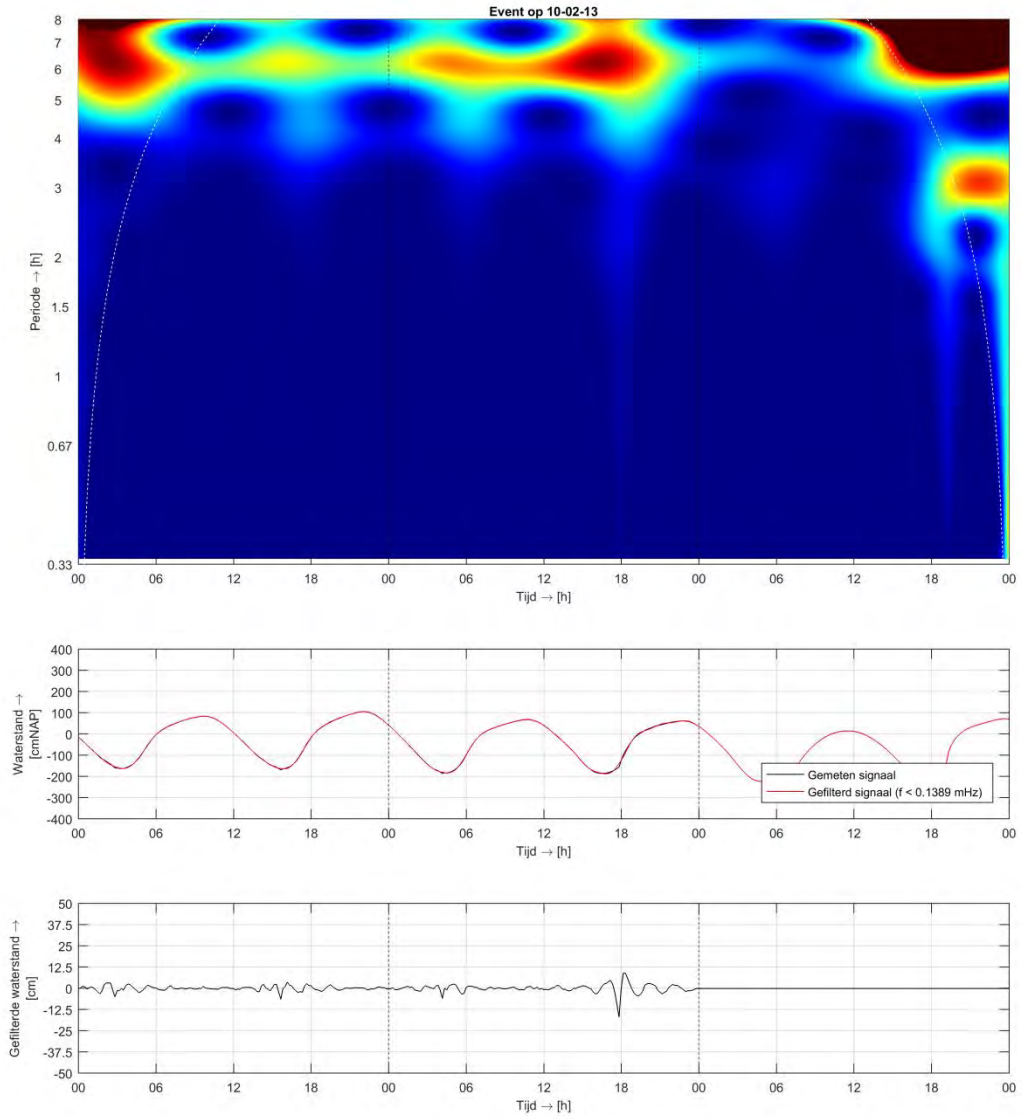 Event op 10-02-13
Periode → [h]
8
7
6
5
4
3
2
1.5
1
0.67
0.33
00 06 12 18 00 06 12 18 00 06 12 18 00
Tijd → [h]
Waterstand →
[cmNAP]
400
300
200
100
0
-100
-200
-300
-400
Gemeten signaal
Gefilterd signaal (f < 0.1389 mHz)
00 06 12 18 00 06 12 18 00 06 12 18 00
Tijd → [h]
Gefilterde waterstand →
[cm]
50
37.5
25
12.5
0
-12.5
-25
-37.5
-50
00 06 12 18 00 06 12 18 00 06 12 18 00
Tijd → [h]